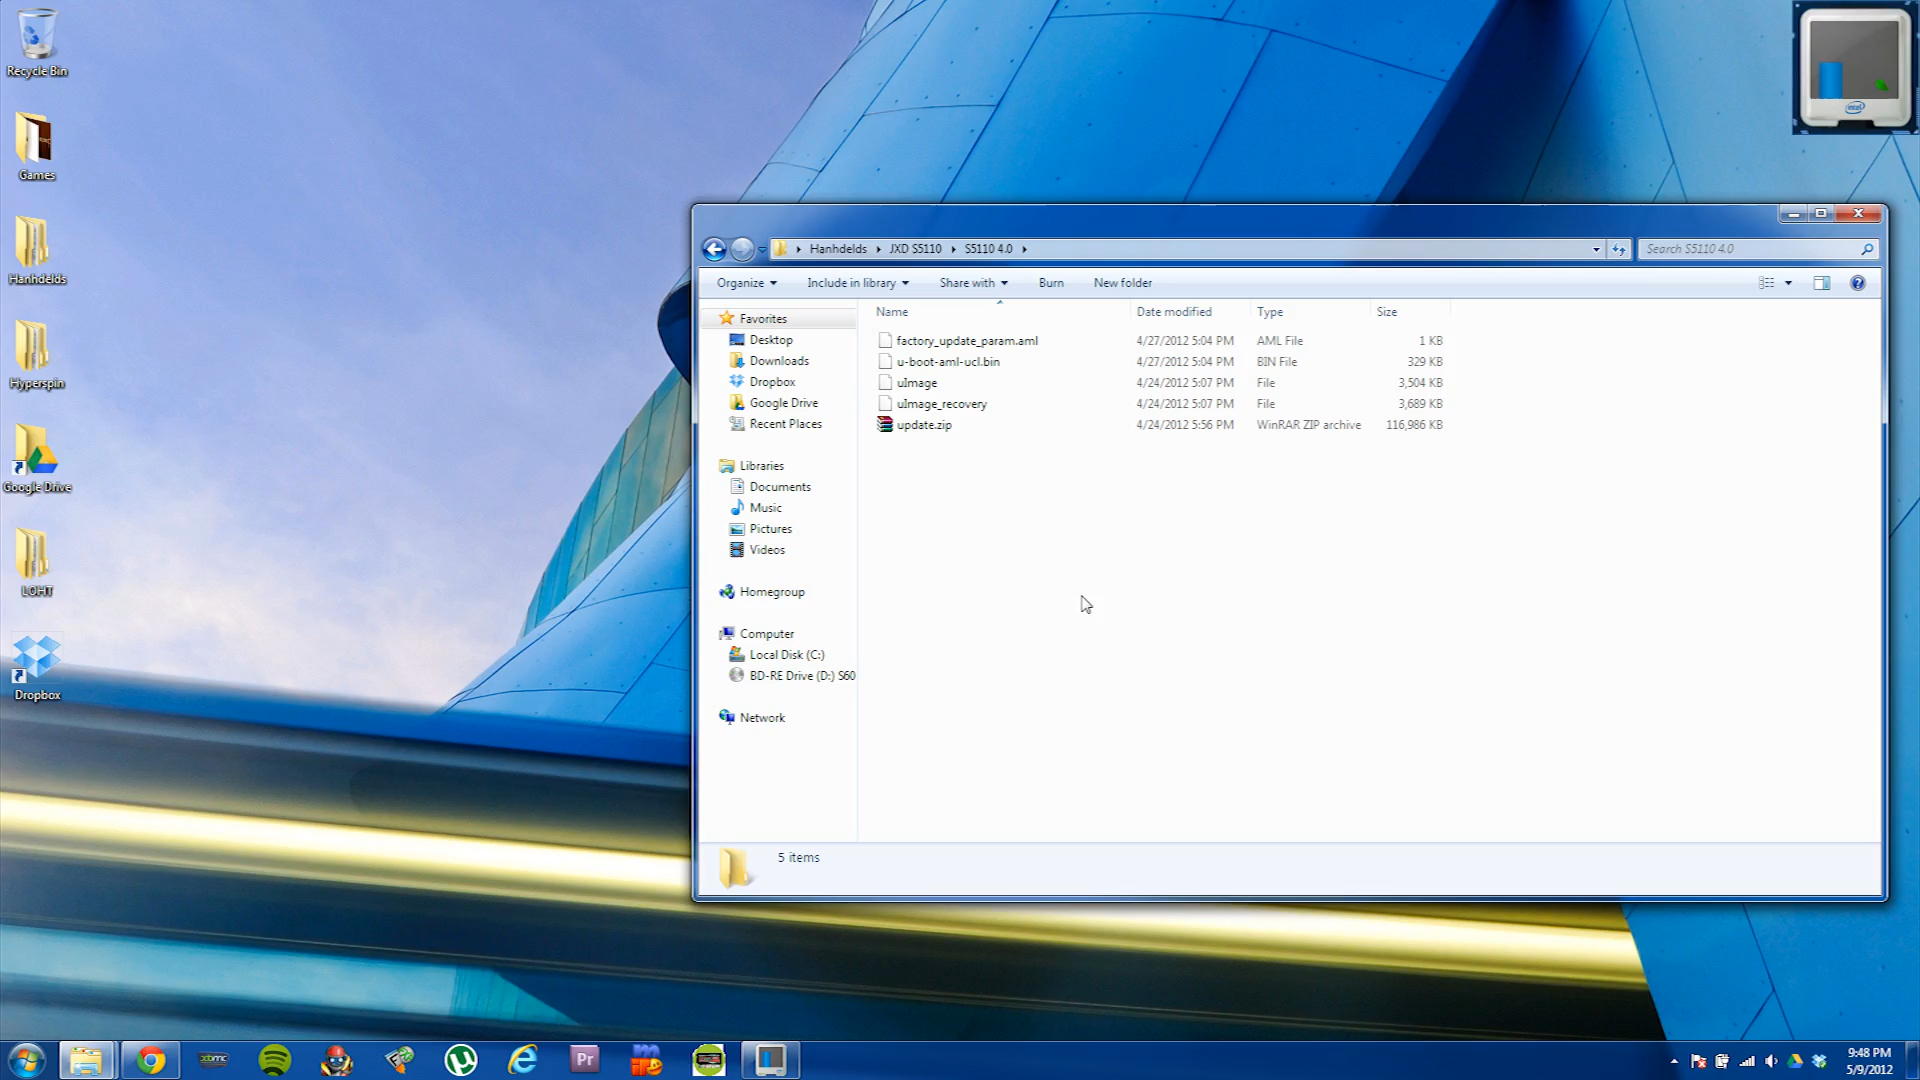 Recycle Bin
Games
Hanhdelds
Hyperspin
Google Drive
LOHT
Dropbox
intel
Hanhdelds
JXD S5110
S5110 4.0
Search S5110 4.0
Organize
Include in library
Share with
Burn
New folder
Favorites
Desktop
Downloads
Dropbox
Google Drive
Recent Places
Libraries
Documents
Music
Pictures
Videos
Homegroup
Computer
Local Disk (C:)
BD-RE Drive (D:) S60
Network
Name Date modified Type Size
factory_update_param.aml 4/27/2012 5:04 PM AML File 1 KB
u-boot-aml-ucl.bin 4/27/2012 5:04 PM BIN File 329 KB
uImage 4/24/2012 5:07 PM File 3,504 KB
uImage_recovery 4/24/2012 5:07 PM File 3,689 KB
update.zip 4/24/2012 5:56 PM WinRAR ZIP archive 116,986 KB
5 items
xbmc
Pr
9:48 PM
5/9/2012